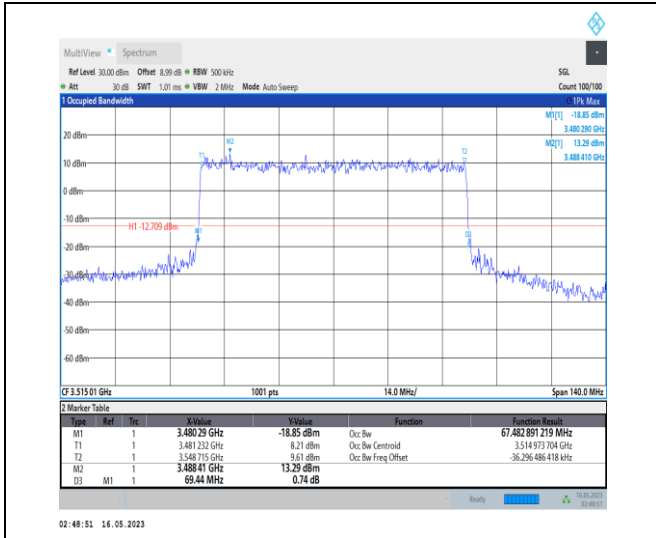 MultiView Spectrum
Ref Level 30.00 dBm Offset 8.99 dB RBW 500 kHz SGL
Att 30 dB SWT 1.01 ms VBW 2 MHz Mode Auto Sweep Count 100/100
1 Occupied Bandwidth 1Pk Max
M1[1] -18.85 dBm
3.480 290 GHz
20 dBm M2 M2[1] 13.29 dBm
3.488 410 GHz
T1 T2
10 dBm
0 dBm
-10 dBm
H1 -12.709 dBm
M1 D3
-20 dBm
-30 dBm
-40 dBm
-50 dBm
-60 dBm
CF 3.515 01 GHz 1001 pts 14.0 MHz/ Span 140.0 MHz
2 Marker Table
Type Ref Trc X-Value Y-Value Function Function Result
M1 1 3.480 29 GHz -18.85 dBm Occ Bw 67.482 891 219 MHz
T1 1 3.481 232 GHz 8.21 dBm Occ Bw Centroid 3.514 973 704 GHz
T2 1 3.548 715 GHz 9.61 dBm Occ Bw Freq Offset -36.296 486 418 kHz
M2 1 3.488 41 GHz 13.29 dBm
D3 M1 1 69.44 MHz 0.74 dB
Ready 16.05.2023
02:48:51
02:48:51 16.05.2023